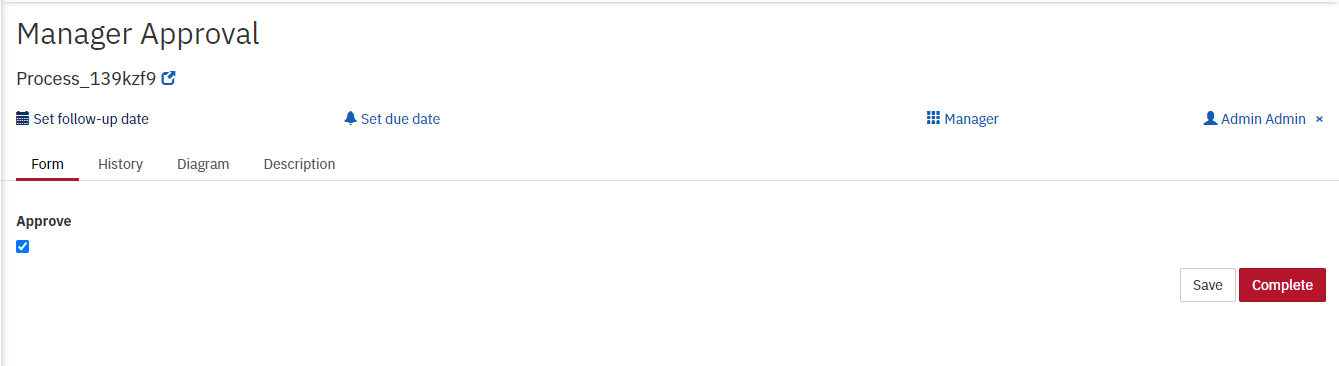 Manager Approval
Process_139kzf9
Set follow-up date Set due date Manager Admin Admin ×
Form History Diagram Description
Approve
Save Complete